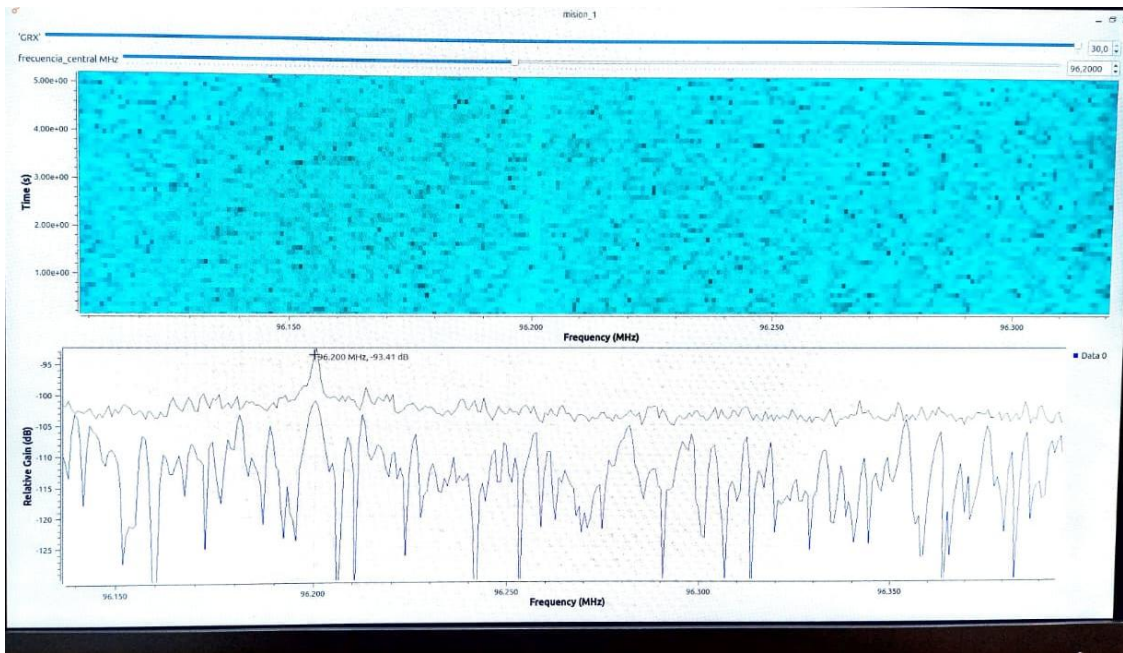 mision_1
'GRX'
30,0
frecuencia_central MHz
96,2000
5.00e+00
4.00e+00
3.00e+00
2.00e+00
1.00e+00
Time (s)
96.150 96.200 96.250 96.300
Frequency (MHz)
96.200 MHz, -93.41 dB
Data 0
-95
-100
-105
-110
-115
-120
-125
Relative Gain (dB)
96.150 96.200 96.250 96.300 96.350
Frequency (MHz)